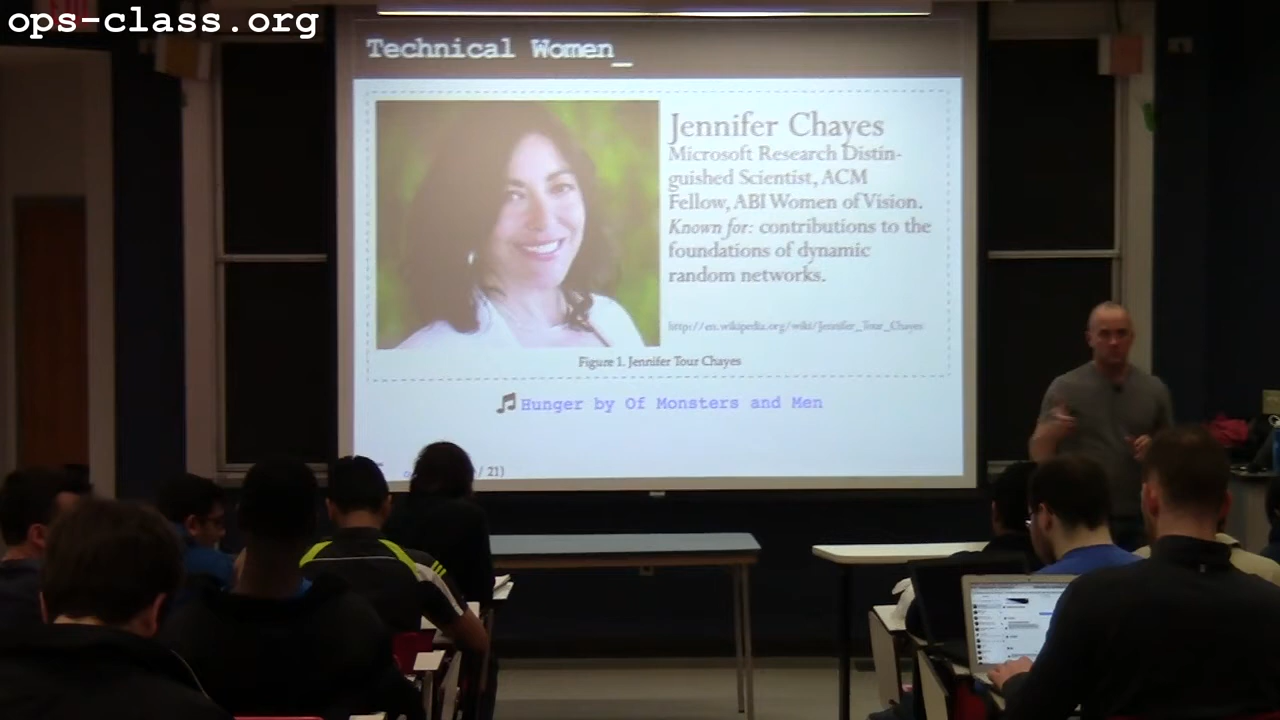 ops-class.org
Technical Women_
Jennifer Chayes
Microsoft Research Distin-
guished Scientist, ACM
Fellow, ABI Women of Vision.
Known for: contributions to the
foundations of dynamic
random networks.
http://en.wikipedia.org/wiki/Jennifer_Tour_Chayes
Figure 1. Jennifer Tour Chayes
Hunger by Of Monsters and Men
/ 21)